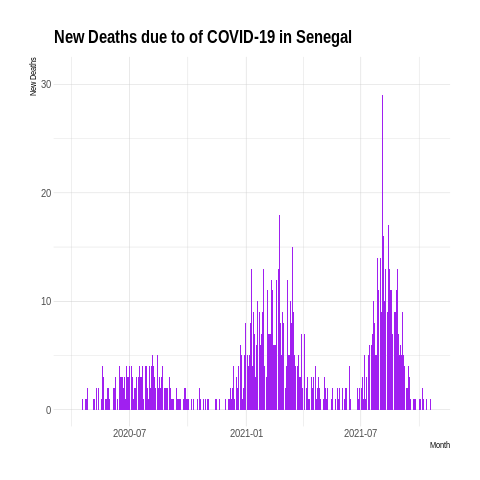 New Deaths due to of COVID-19 in Senegal
New Deaths
30
20
10
0
2020-07
2021-01
2021-07
Month